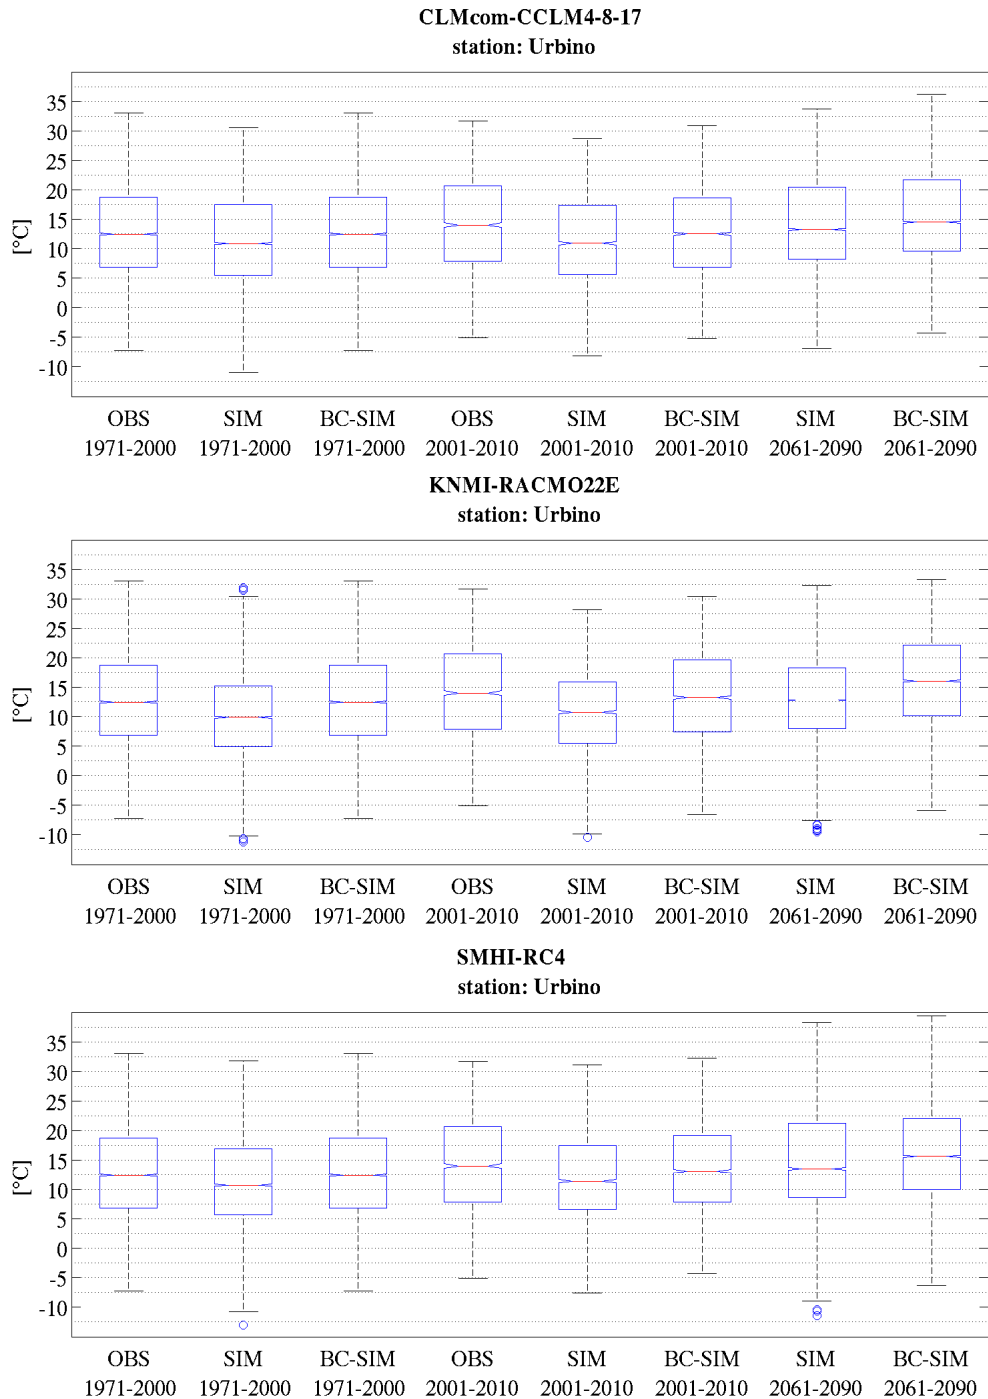 CLMcom-CCLM4-8-17
station: Urbino
[°C]
35
30
25
20
15
10
5
0
-5
-10
OBS SIM BC-SIM OBS SIM BC-SIM SIM BC-SIM
1971-2000 1971-2000 1971-2000 2001-2010 2001-2010 2001-2010 2061-2090 2061-2090
KNMI-RACMO22E
station: Urbino
[°C]
35
30
25
20
15
10
5
0
-5
-10
OBS SIM BC-SIM OBS SIM BC-SIM SIM BC-SIM
1971-2000 1971-2000 1971-2000 2001-2010 2001-2010 2001-2010 2061-2090 2061-2090
SMHI-RC4
station: Urbino
[°C]
35
30
25
20
15
10
5
0
-5
-10
OBS SIM BC-SIM OBS SIM BC-SIM SIM BC-SIM
1971-2000 1971-2000 1971-2000 2001-2010 2001-2010 2001-2010 2061-2090 2061-2090